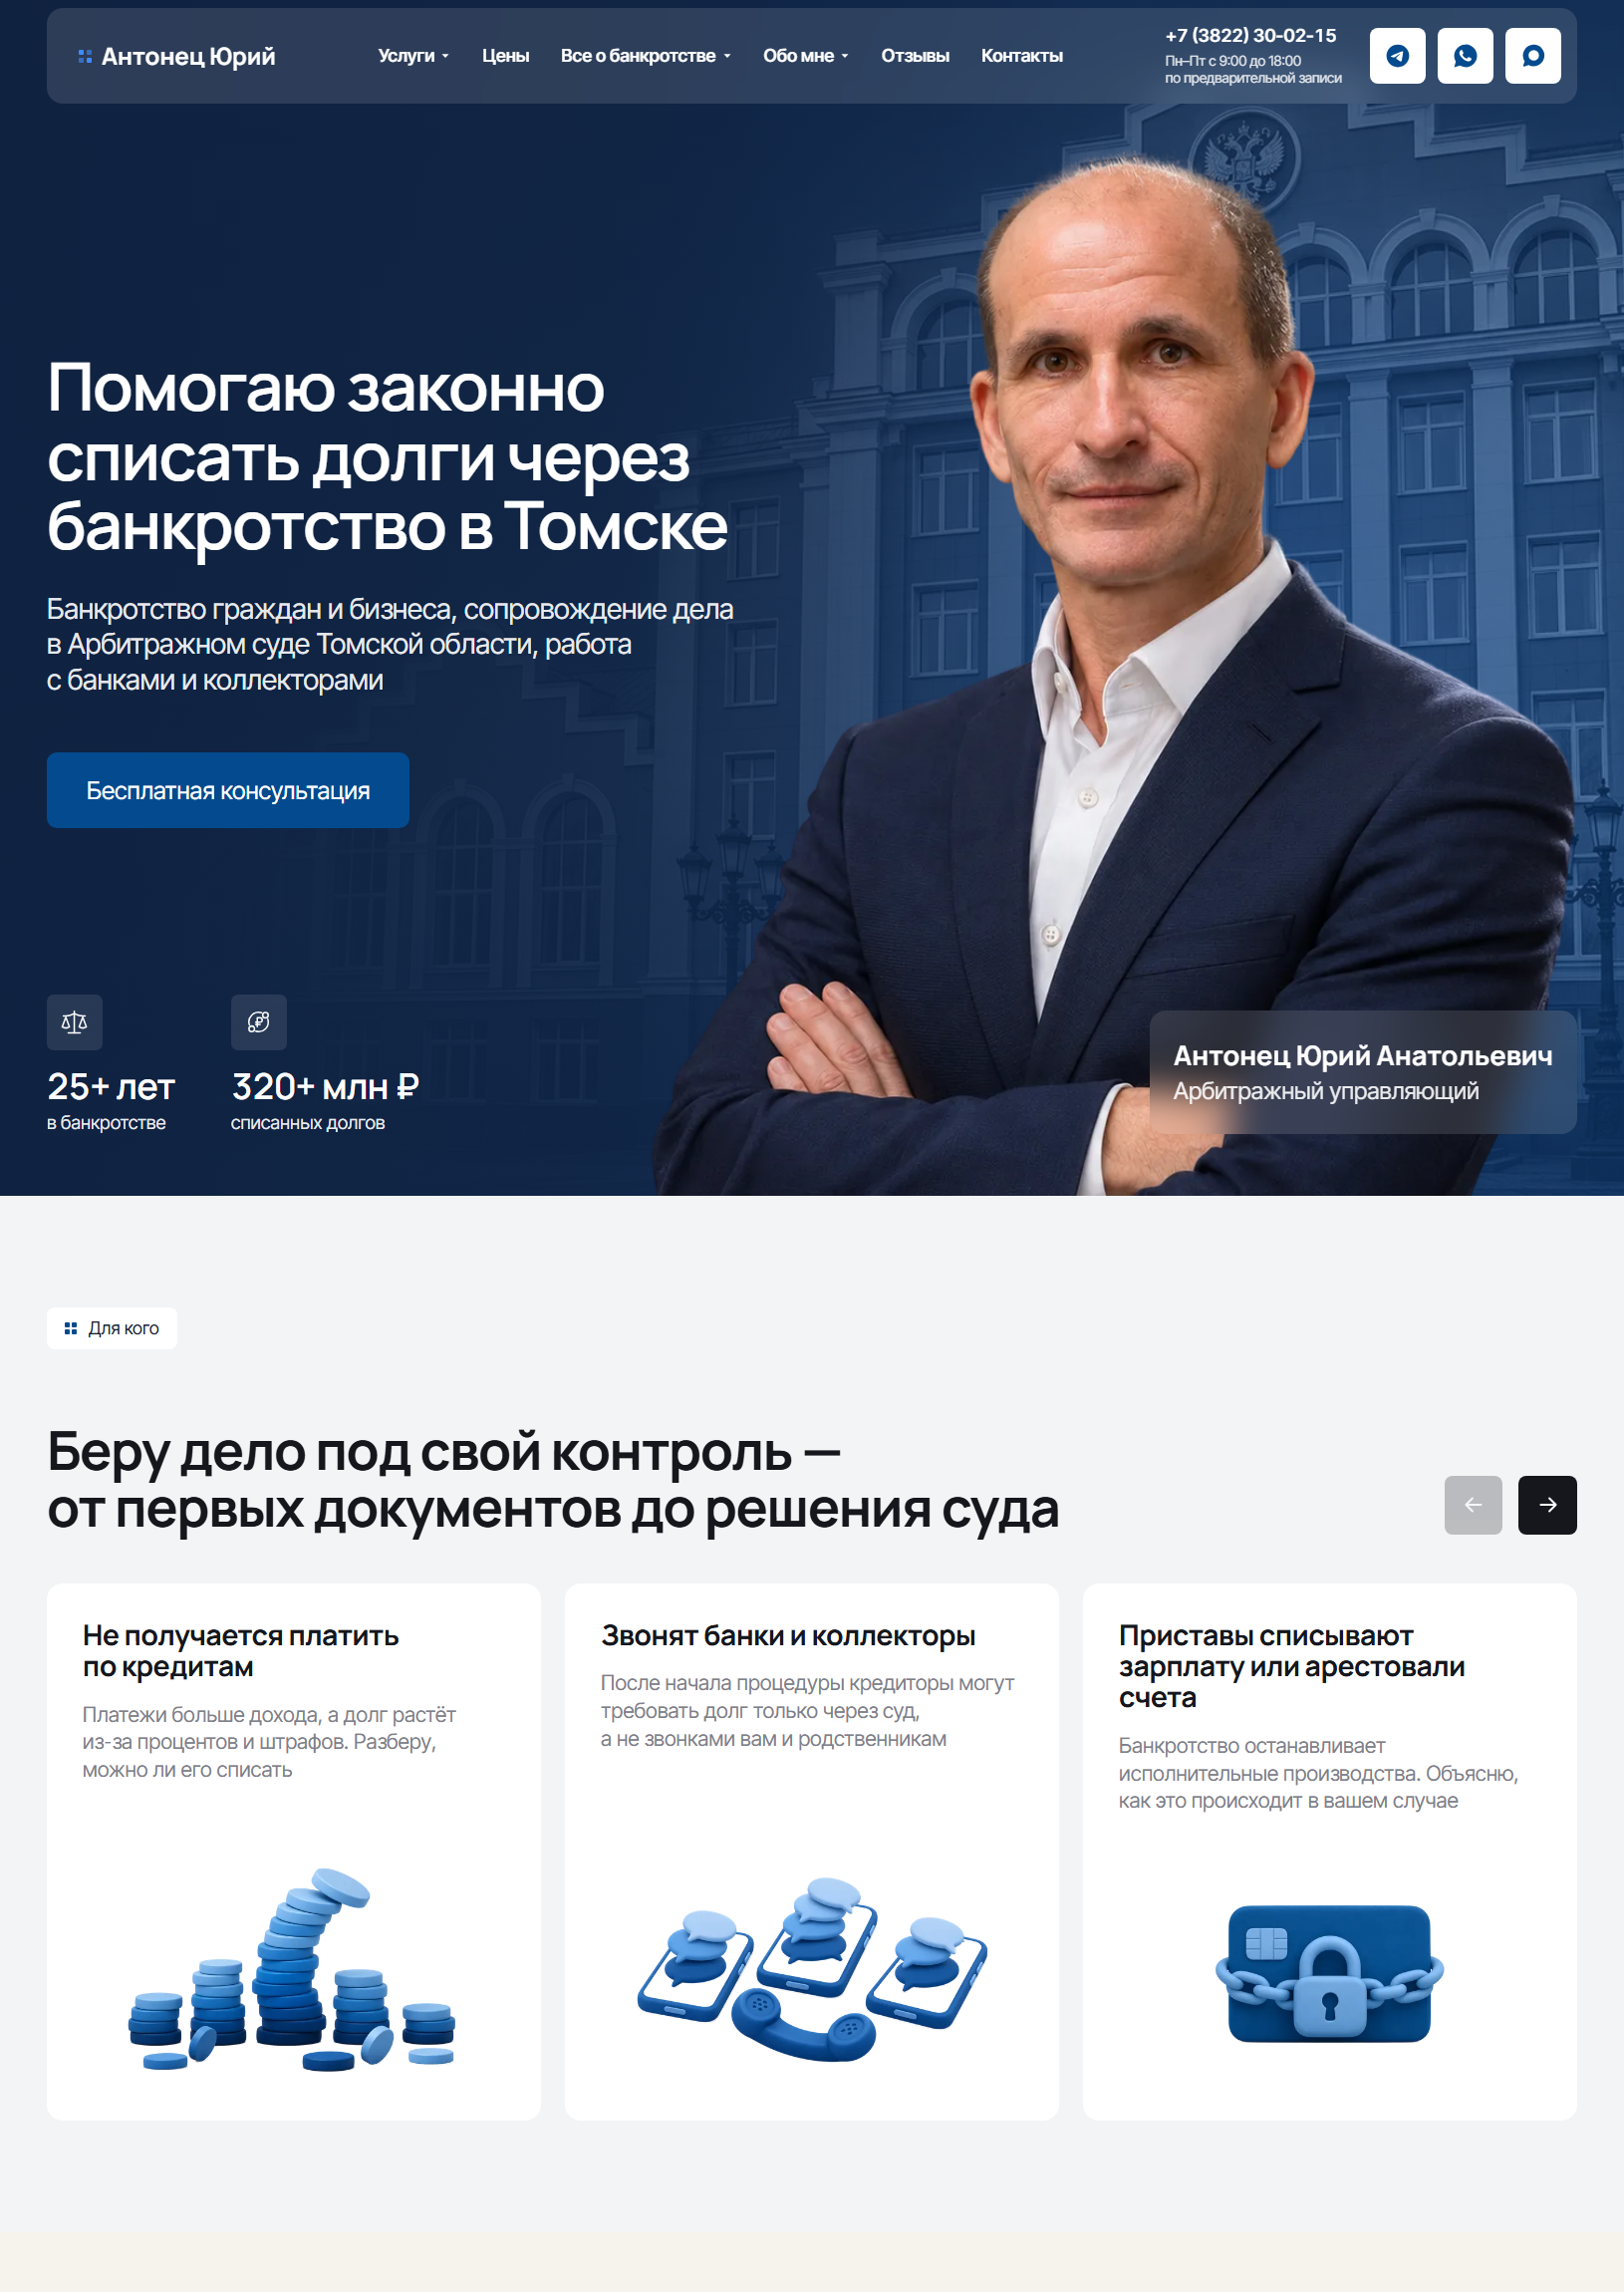 Антонец Юрий
Услуги
Цены
Все о банкротстве
Обо мне
Отзывы
Контакты
+7 (3822) 30-02-15
Пн–Пт с 9:00 до 18:00
по предварительной записи
Помогаю законно
списать долги через
банкротство в Томске
Банкротство граждан и бизнеса, сопровождение дела
в Арбитражном суде Томской области, работа
с банками и коллекторами
Бесплатная консультация
25+ лет
в банкротстве
320+ млн ₽
списанных долгов
Антонец Юрий Анатольевич
Арбитражный управляющий
Для кого
Беру дело под свой контроль —
от первых документов до решения суда
Не получается платить
по кредитам
Платежи больше дохода, а долг растёт
из-за процентов и штрафов. Разберу,
можно ли его списать
Звонят банки и коллекторы
После начала процедуры кредиторы могут
требовать долг только через суд,
а не звонками вам и родственникам
Приставы списывают
зарплату или арестовали
счета
Банкротство останавливает
исполнительные производства. Объясню,
как это происходит в вашем случае